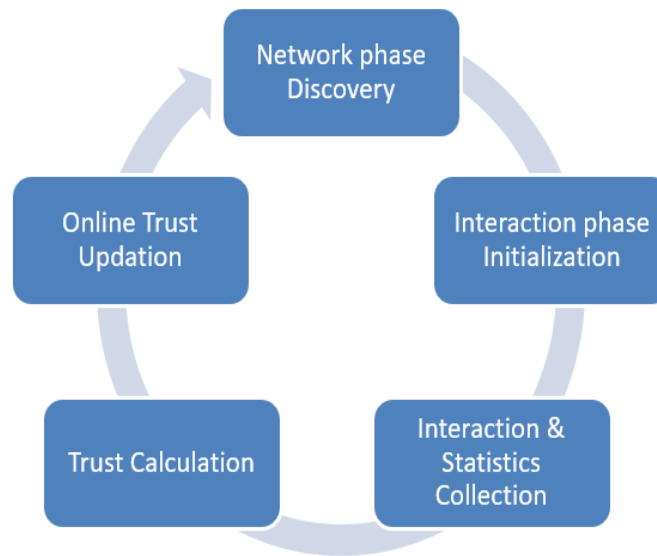 Network phase
Discovery
Interaction phase
Initialization
Interaction &
Statistics
Collection
Trust Calculation
Online Trust
Updation